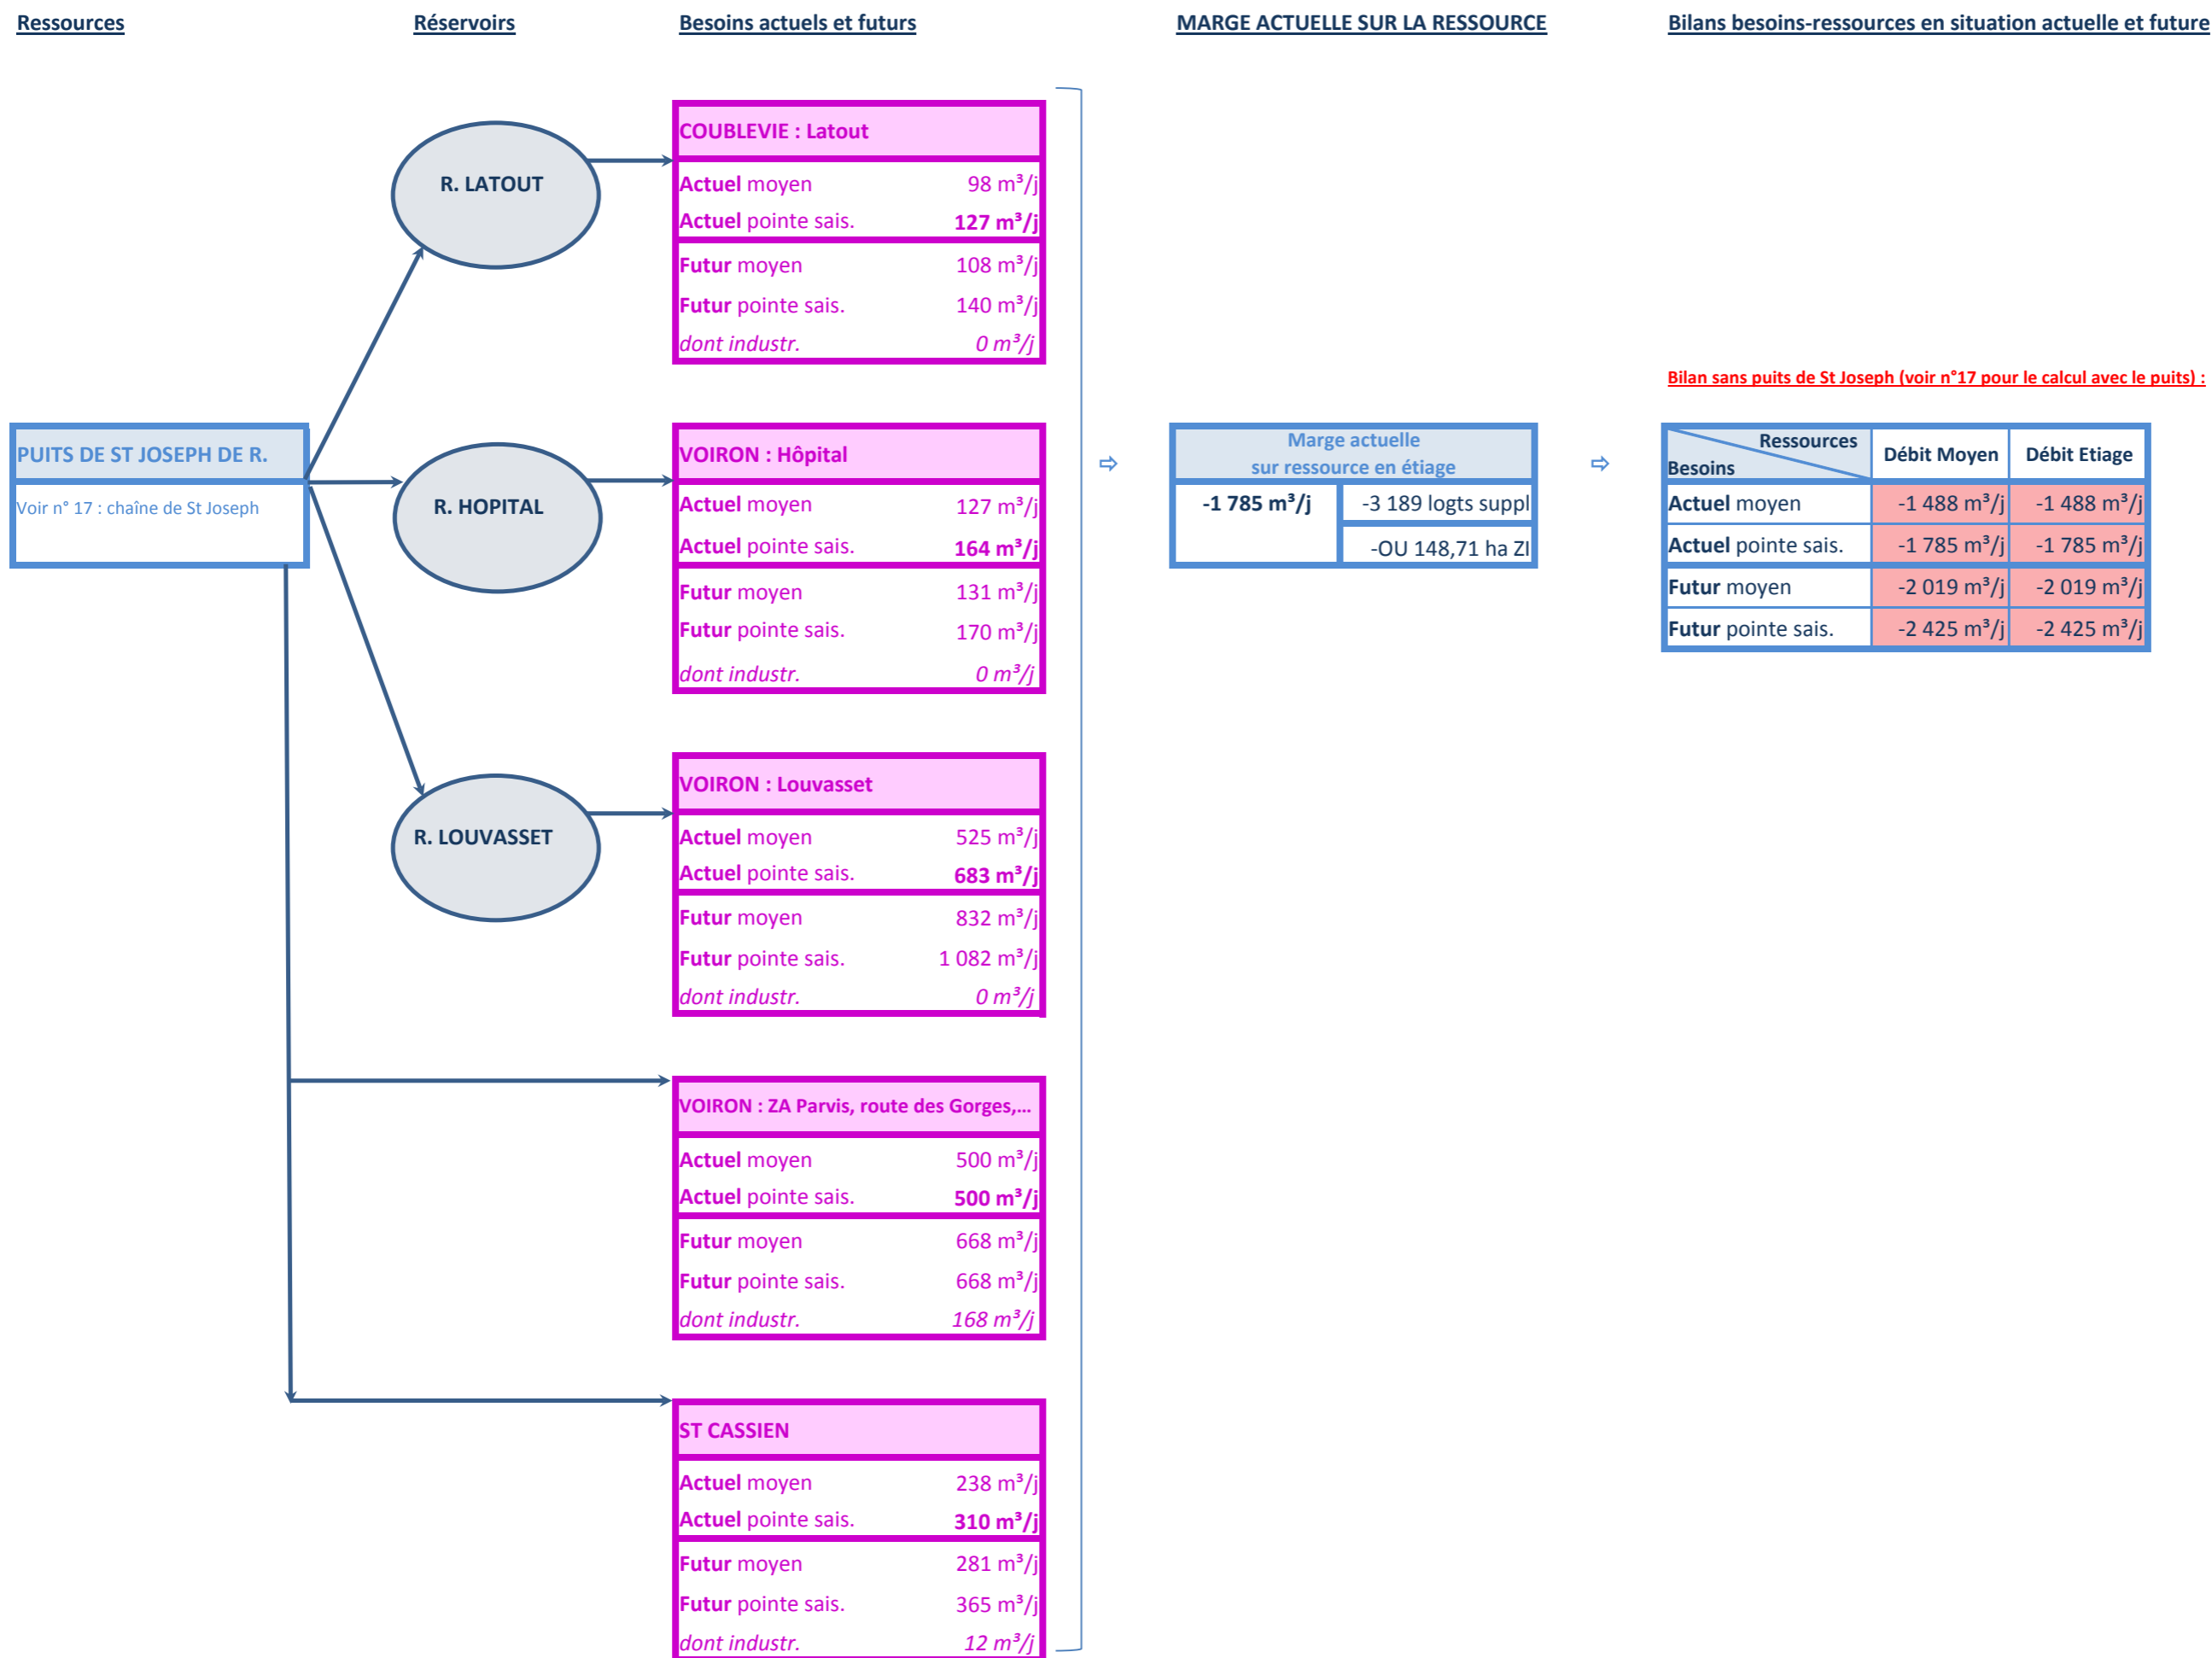 Ressources
Réservoirs
Besoins actuels et futurs
MARGE ACTUELLE SUR LA RESSOURCE
Bilans besoins-ressources en situation actuelle et future
PUITS DE ST JOSEPH DE R.
Voir n° 17 : chaîne de St Joseph
R. LATOUT
R. HOPITAL
R. LOUVASSET
COUBLEVIE : Latout
Actuel moyen 98 m³/j
Actuel pointe sais. 127 m³/j
Futur moyen 108 m³/j
Futur pointe sais. 140 m³/j
dont industr. 0 m³/j
VOIRON : Hôpital
Actuel moyen 127 m³/j
Actuel pointe sais. 164 m³/j
Futur moyen 131 m³/j
Futur pointe sais. 170 m³/j
dont industr. 0 m³/j
VOIRON : Louvasset
Actuel moyen 525 m³/j
Actuel pointe sais. 683 m³/j
Futur moyen 832 m³/j
Futur pointe sais. 1 082 m³/j
dont industr. 0 m³/j
VOIRON : ZA Parvis, route des Gorges,...
Actuel moyen 500 m³/j
Actuel pointe sais. 500 m³/j
Futur moyen 668 m³/j
Futur pointe sais. 668 m³/j
dont industr. 168 m³/j
ST CASSIEN
Actuel moyen 238 m³/j
Actuel pointe sais. 310 m³/j
Futur moyen 281 m³/j
Futur pointe sais. 365 m³/j
dont industr. 12 m³/j
⇨
Marge actuelle
sur ressource en étiage
-1 785 m³/j -3 189 logts suppl
-OU 148,71 ha ZI
⇨
Bilan sans puits de St Joseph (voir n°17 pour le calcul avec le puits) :
Ressources
Besoins
Débit Moyen Débit Etiage
Actuel moyen -1 488 m³/j -1 488 m³/j
Actuel pointe sais. -1 785 m³/j -1 785 m³/j
Futur moyen -2 019 m³/j -2 019 m³/j
Futur pointe sais. -2 425 m³/j -2 425 m³/j